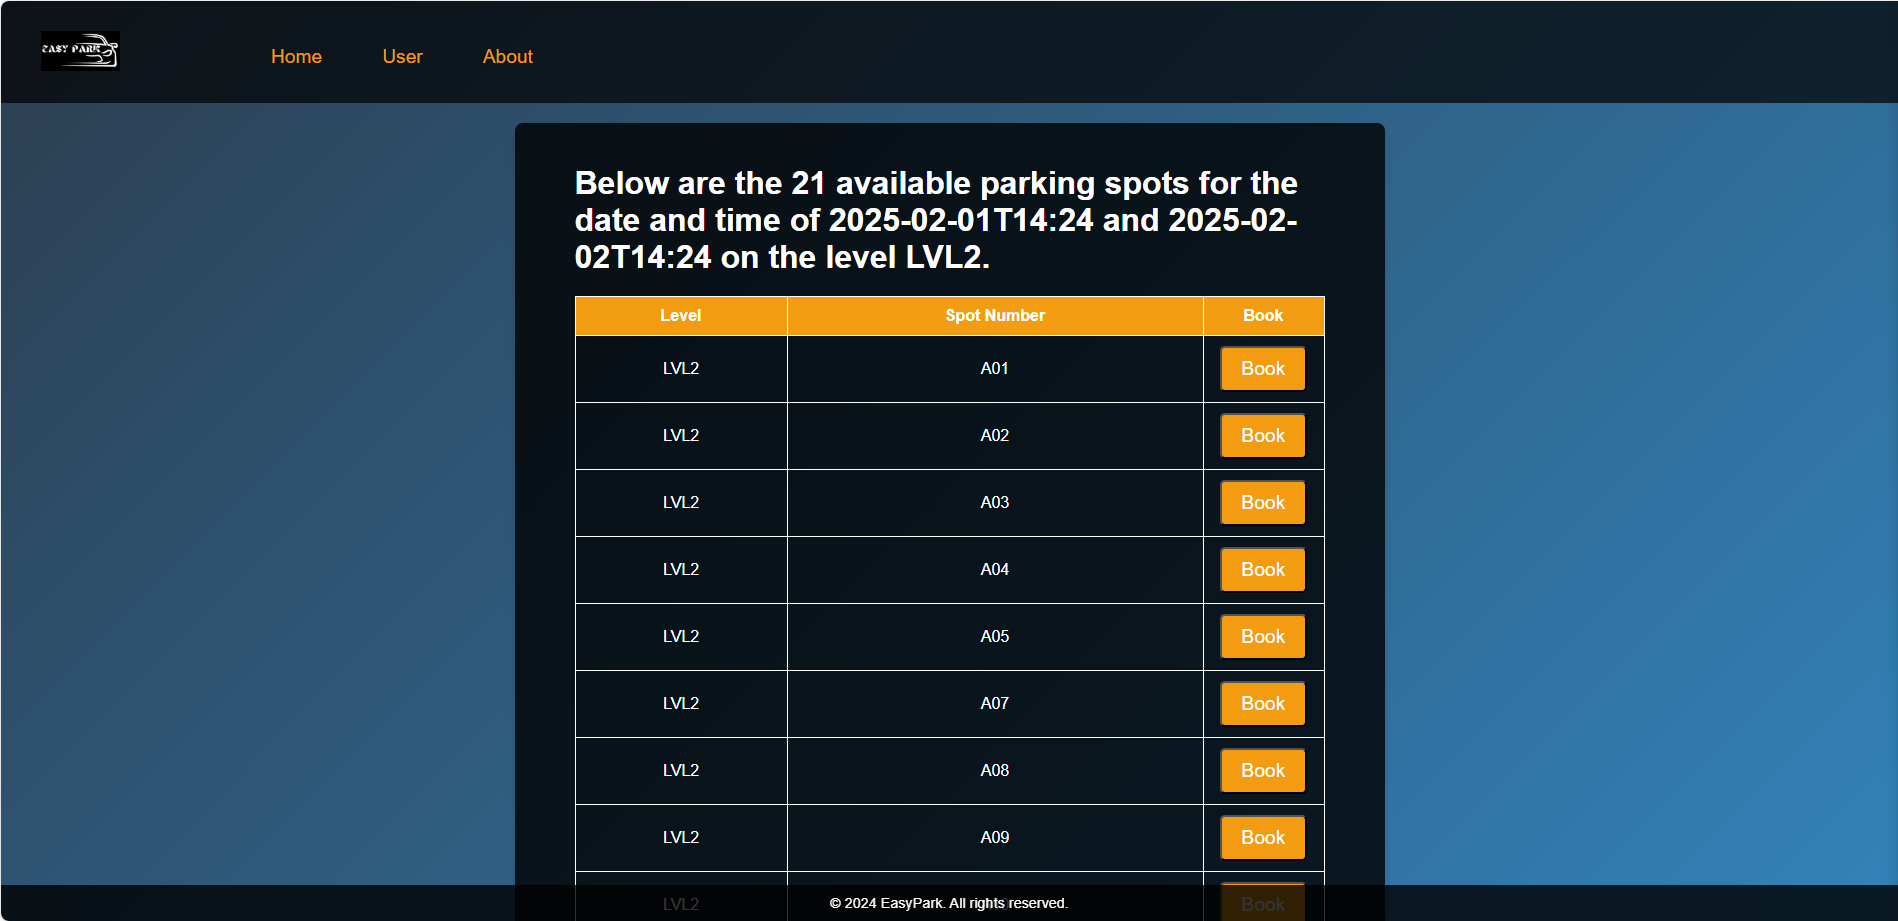 EASY PARK
Home User About
Below are the 21 available parking spots for the
date and time of 2025-02-01T14:24 and 2025-02-
02T14:24 on the level LVL2.
Level Spot Number Book
LVL2 A01 Book
LVL2 A02 Book
LVL2 A03 Book
LVL2 A04 Book
LVL2 A05 Book
LVL2 A07 Book
LVL2 A08 Book
LVL2 A09 Book
LVL2 Book
© 2024 EasyPark. All rights reserved.